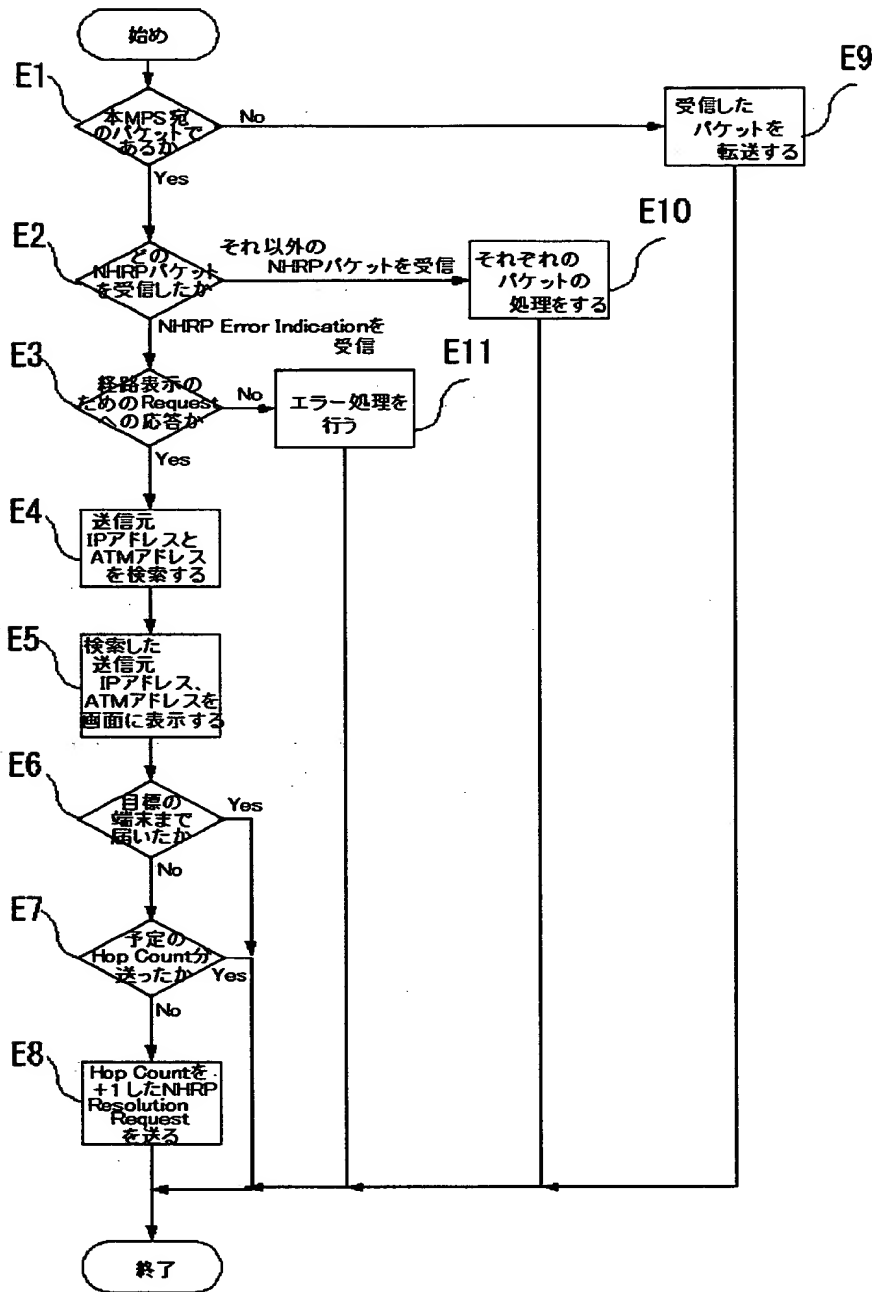 始め
E1
本MPS宛
のパケットで
あるか
No
Yes
E9
受信した
パケットを
転送する
E2
どの
NHRPパケット
を受信したか
それ以外の
NHRPパケットを受信
E10
それぞれの
パケットの
処理をする
NHRP Error Indicationを
受信
E3
経路表示の
ためのRequest
への応答か
No
Yes
E11
エラー処理を
行う
E4
送信元
IPアドレスと
ATMアドレス
を検索する
E5
検索した
送信元
IPアドレス、
ATMアドレスを
画面に表示する
E6
目標の
端末まで
届いたか
Yes
No
E7
予定の
Hop Count分
送ったか
Yes
No
E8
Hop Countを
+1したNHRP
Resolution
Request
を送る
終了